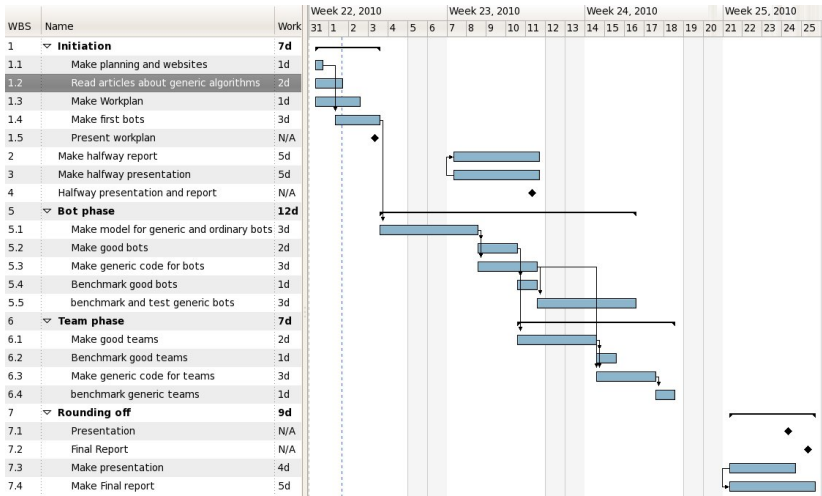 Week 22, 2010 Week 23, 2010 Week 24, 2010 Week 25, 2010
WBS Name Work 31 1 2 3 4 5 6 7 8 9 10 11 12 13 14 15 16 17 18 19 20 21 22 23 24 25
1 Initiation 7d
1.1 Make planning and websites 1d
1.2 Read articles about generic algorithms 2d
1.3 Make Workplan 1d
1.4 Make first bots 3d
1.5 Present workplan N/A
2 Make halfway report 5d
3 Make halfway presentation 5d
4 Halfway presentation and report N/A
5 Bot phase 12d
5.1 Make model for generic and ordinary bots 3d
5.2 Make good bots 2d
5.3 Make generic code for bots 3d
5.4 Benchmark good bots 1d
5.5 benchmark and test generic bots 3d
6 Team phase 7d
6.1 Make good teams 2d
6.2 Benchmark good teams 1d
6.3 Make generic code for teams 3d
6.4 benchmark generic teams 1d
7 Rounding off 9d
7.1 Presentation N/A
7.2 Final Report N/A
7.3 Make presentation 4d
7.4 Make Final report 5d